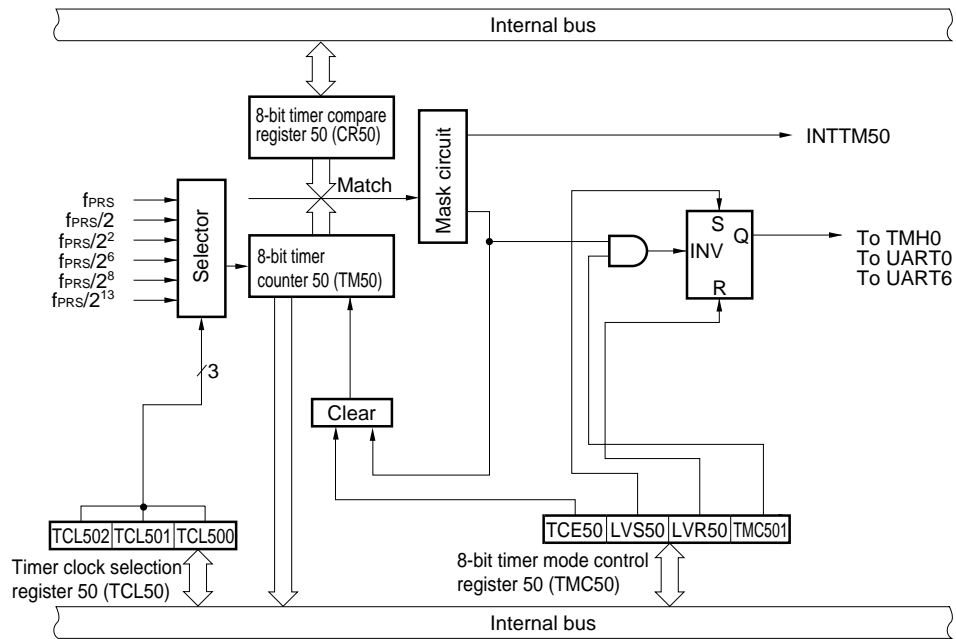 Internal bus
8-bit timer compare
register 50 (CR50)
Match
Mask circuit
INTTM50
fPRS
fPRS/2
fPRS/2²
fPRS/2⁶
fPRS/2⁸
fPRS/2¹³
Selector
8-bit timer
counter 50 (TM50)
S
Q
INV
R
To TMH0
To UART0
To UART6
3
Clear
TCL502 TCL501 TCL500
Timer clock selection
register 50 (TCL50)
TCE50 LVS50 LVR50 TMC501
8-bit timer mode control
register 50 (TMC50)
Internal bus